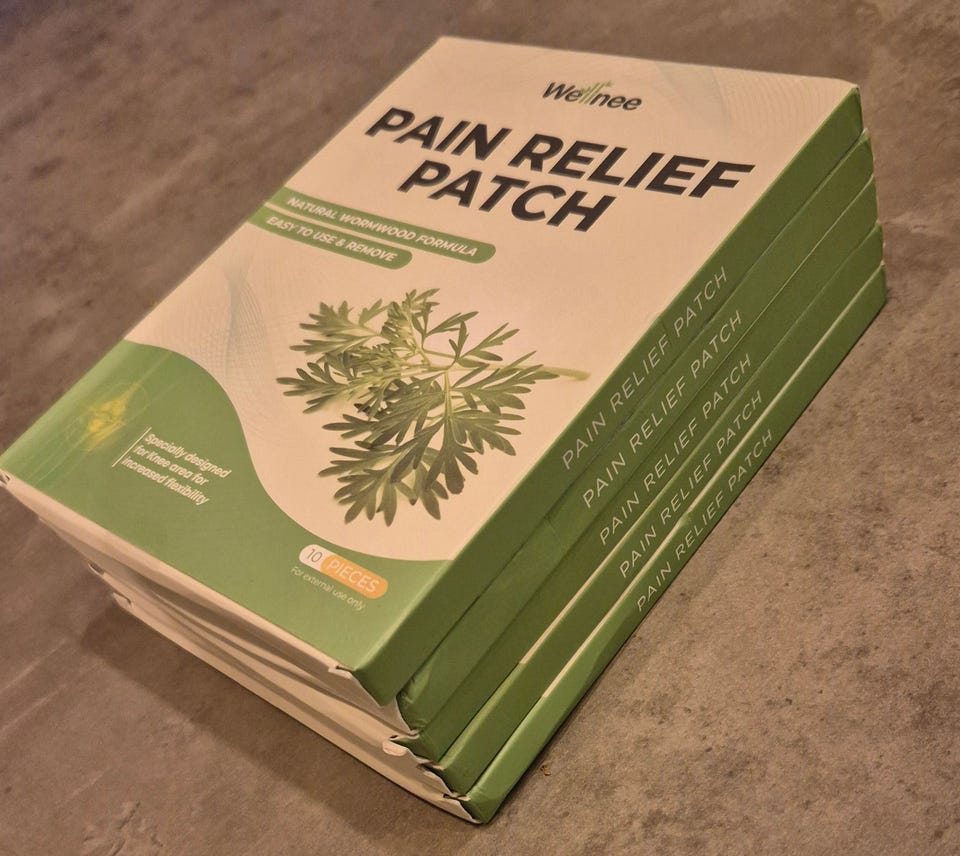 Wellnee
PAIN RELIEF
PATCH
NATURAL WORMWOOD FORMULA
EASY TO USE & REMOVE
Specially designed
for Knee area for
increased flexibility
10 PIECES
For external use only
PAIN RELIEF PATCH
PAIN RELIEF PATCH
PAIN RELIEF PATCH
PAIN RELIEF PATCH
PAIN RELIEF PATCH